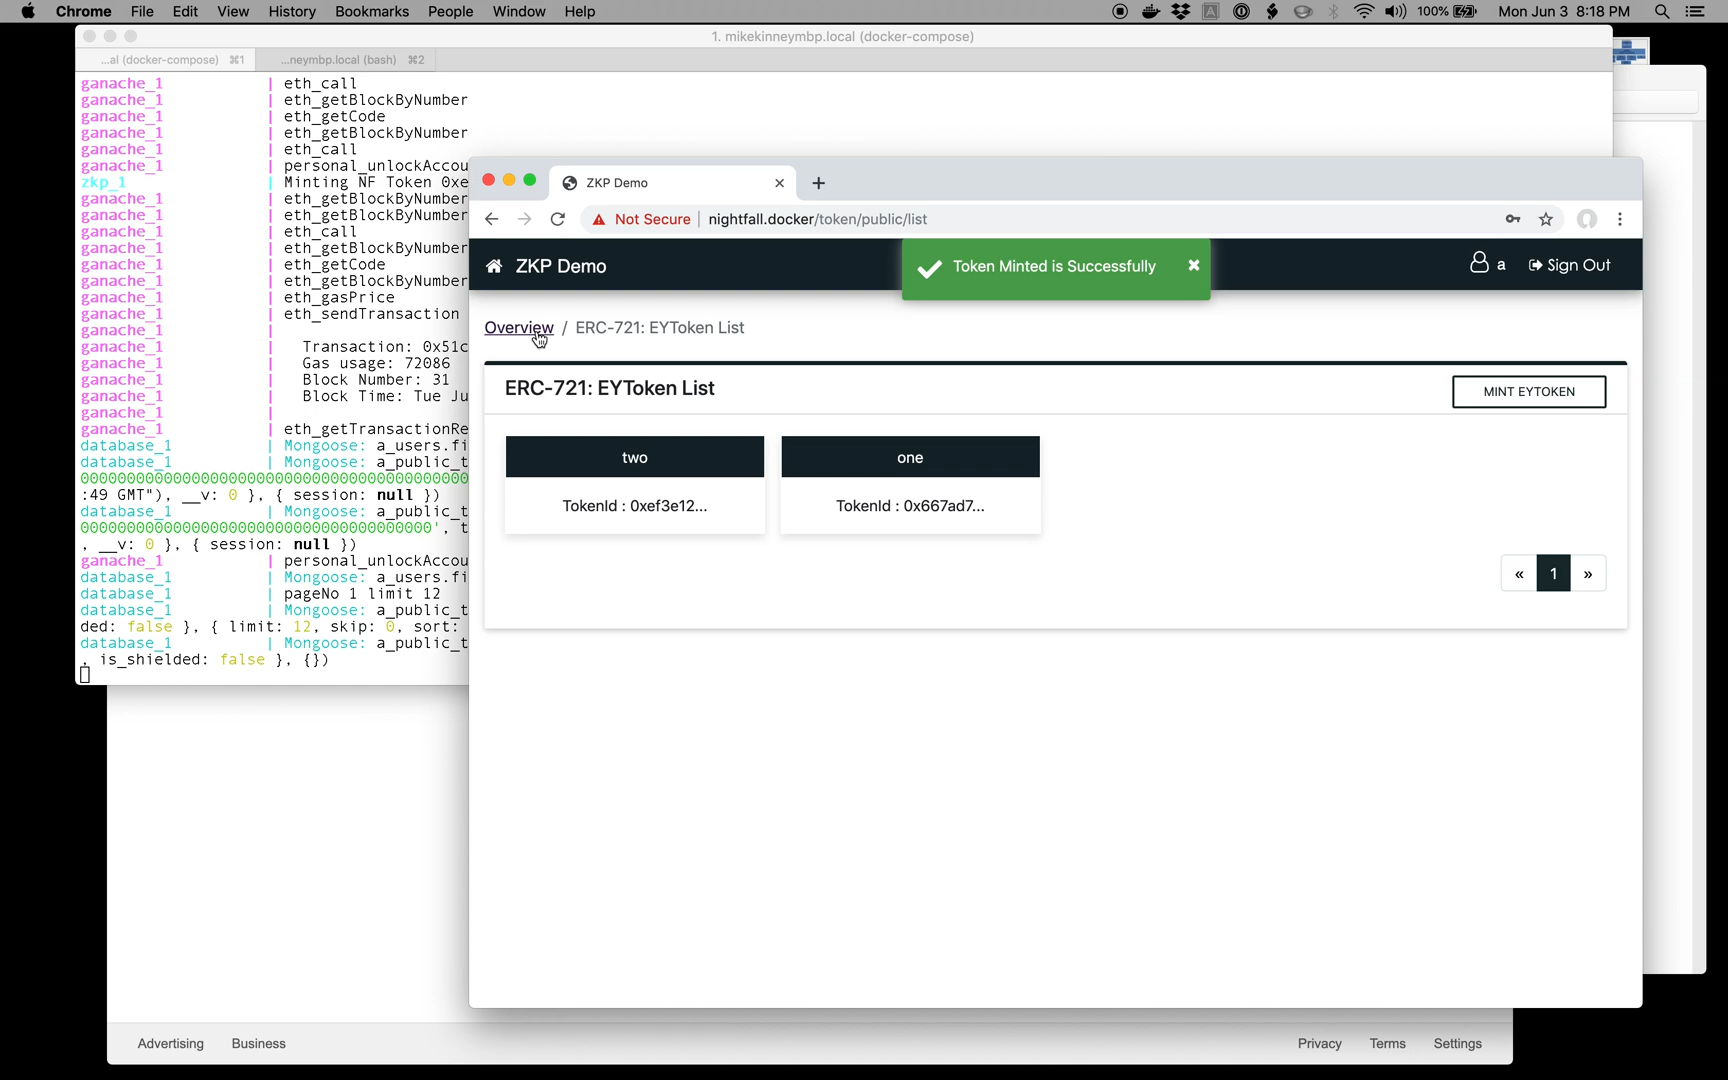 Chrome File Edit View History Bookmarks People Window Help 100% Mon Jun 3 8:18 PM
1. mikekinneymbp.local (docker-compose)
...al (docker-compose) ⌘1 ...neymbp.local (bash) ⌘2
ganache_1 | eth_call
ganache_1 | eth_getBlockByNumber
ganache_1 | eth_getCode
ganache_1 | eth_getBlockByNumber
ganache_1 | eth_call
ganache_1 | personal_unlockAccou
zkp_1 | Minting NF Token 0xe
ganache_1 | eth_getBlockByNumber
ganache_1 | eth_getBlockByNumber
ganache_1 | eth_call
ganache_1 | eth_getBlockByNumber
ganache_1 | eth_getCode
ganache_1 | eth_getBlockByNumber
ganache_1 | eth_gasPrice
ganache_1 | eth_sendTransaction
ganache_1 |
ganache_1 | Transaction: 0x51c
ganache_1 | Gas usage: 72086
ganache_1 | Block Number: 31
ganache_1 | Block Time: Tue Ju
ganache_1 |
ganache_1 | eth_getTransactionRe
database_1 | Mongoose: a_users.fi
database_1 | Mongoose: a_public_t
00000000000000000000000000000000000000000000000
:49 GMT"), __v: 0 }, { session: null })
database_1 | Mongoose: a_public_t
0000000000000000000000000000000000000000000', t
, __v: 0 }, { session: null })
ganache_1 | personal_unlockAccou
database_1 | Mongoose: a_users.fi
database_1 | pageNo 1 limit 12
database_1 | Mongoose: a_public_t
ded: false }, { limit: 12, skip: 0, sort:
database_1 | Mongoose: a_public_t
, is_shielded: false }, {})
ZKP Demo
Not Secure | nightfall.docker/token/public/list
ZKP Demo
Token Minted is Successfully
a Sign Out
Overview / ERC-721: EYToken List
ERC-721: EYToken List
MINT EYTOKEN
two
TokenId : 0xef3e12...
one
TokenId : 0x667ad7...
« 1 »
Advertising Business Privacy Terms Settings